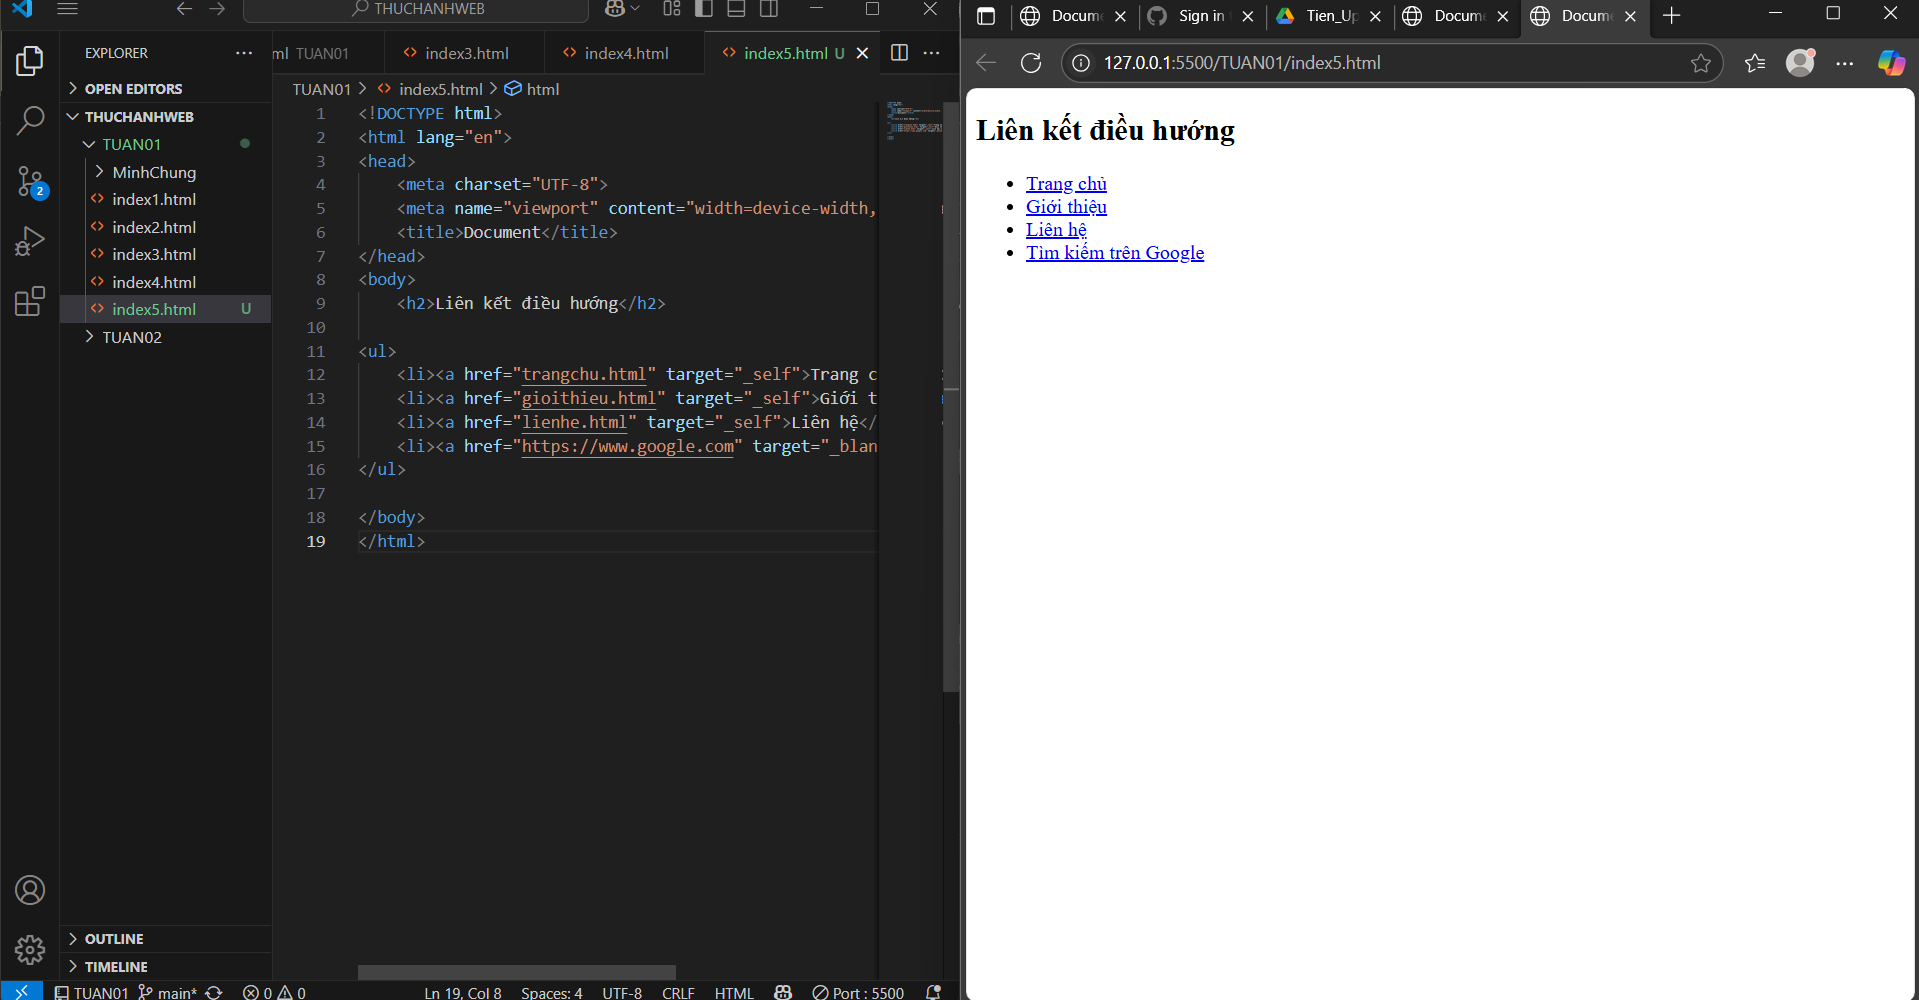 THUCHANHWEB
EXPLORER
OPEN EDITORS
THUCHANHWEB
TUAN01
MinhChung
index1.html
index2.html
index3.html
index4.html
index5.html U
TUAN02
OUTLINE
TIMELINE
ml TUAN01
index3.html
index4.html
index5.html U
TUAN01 > index5.html > html
1 <!DOCTYPE html>
2 <html lang="en">
3 <head>
4 <meta charset="UTF-8">
5 <meta name="viewport" content="width=device-width,
6 <title>Document</title>
7 </head>
8 <body>
9 <h2>Liên kết điều hướng</h2>
10
11 <ul>
12 <li><a href="trangchu.html" target="_self">Trang c
13 <li><a href="gioithieu.html" target="_self">Giới t
14 <li><a href="lienhe.html" target="_self">Liên hệ</
15 <li><a href="https://www.google.com" target="_blan
16 </ul>
17
18 </body>
19 </html>
2
TUAN01 main* 0 0 Ln 19, Col 8 Spaces: 4 UTF-8 CRLF HTML Port : 5500
Docume Sign in Tien_Up Docume Docume
127.0.0.1:5500/TUAN01/index5.html
Liên kết điều hướng
• Trang chủ
• Giới thiệu
• Liên hệ
• Tìm kiếm trên Google